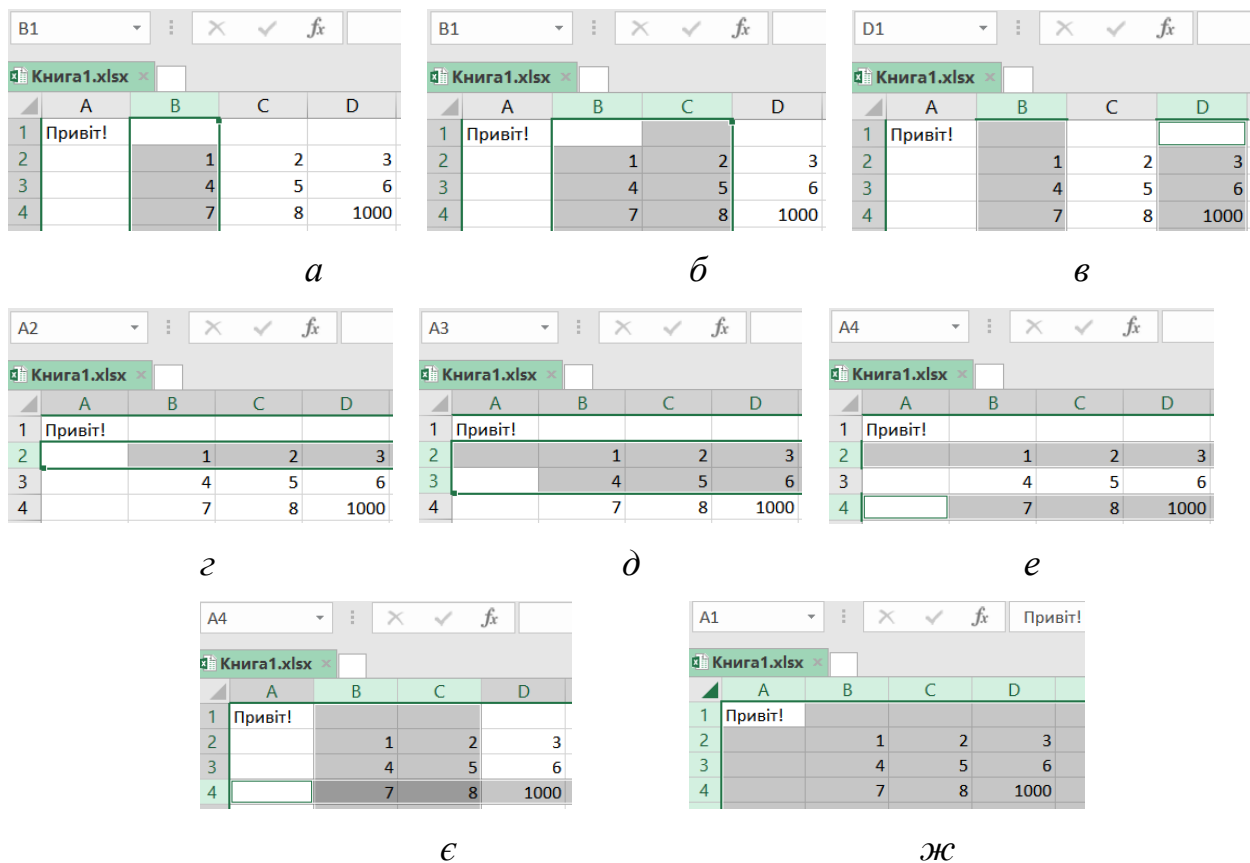 B1 fx
Книга1.xlsx
A B C D
1 Привіт!
2 1 2 3
3 4 5 6
4 7 8 1000
а
B1 fx
Книга1.xlsx
A B C D
1 Привіт!
2 1 2 3
3 4 5 6
4 7 8 1000
б
D1 fx
Книга1.xlsx
A B C D
1 Привіт!
2 1 2 3
3 4 5 6
4 7 8 1000
в
A2 fx
Книга1.xlsx
A B C D
1 Привіт!
2 1 2 3
3 4 5 6
4 7 8 1000
г
A3 fx
Книга1.xlsx
A B C D
1 Привіт!
2 1 2 3
3 4 5 6
4 7 8 1000
д
A4 fx
Книга1.xlsx
A B C D
1 Привіт!
2 1 2 3
3 4 5 6
4 7 8 1000
е
A4 fx
Книга1.xlsx
A B C D
1 Привіт!
2 1 2 3
3 4 5 6
4 7 8 1000
є
A1 fx Привіт!
Книга1.xlsx
A B C D
1 Привіт!
2 1 2 3
3 4 5 6
4 7 8 1000
ж